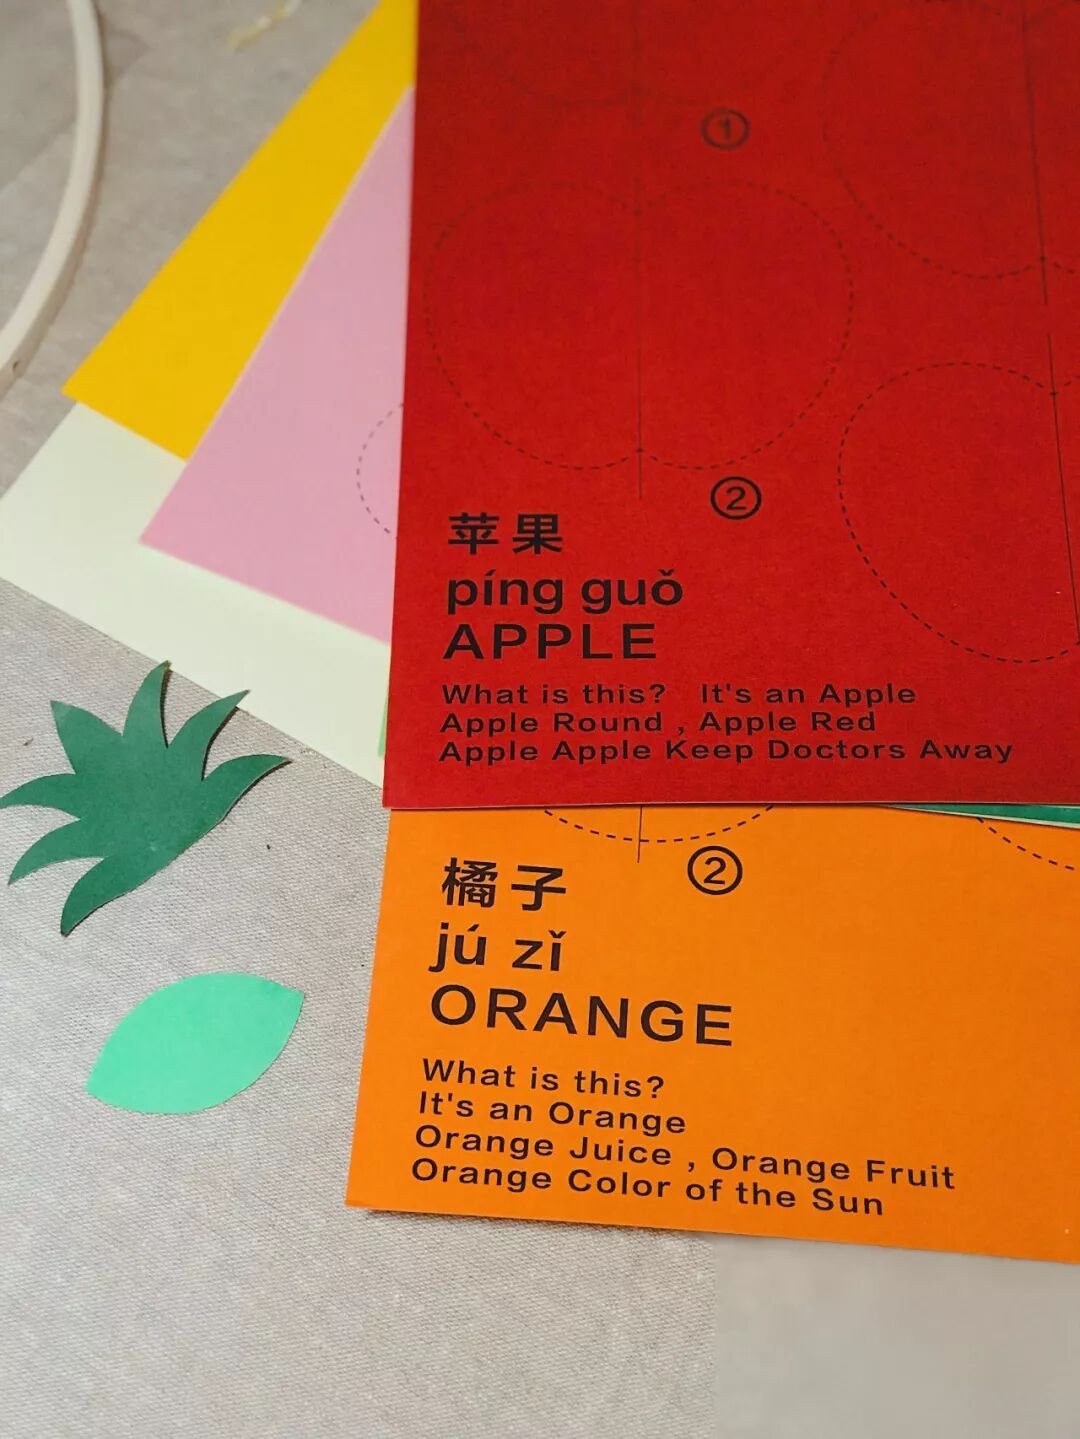 ①
②
苹果
píng guǒ
APPLE
What is this? It's an Apple
Apple Round , Apple Red
Apple Apple Keep Doctors Away
②
橘子
jú zǐ
ORANGE
What is this?
It's an Orange
Orange Juice , Orange Fruit
Orange Color of the Sun